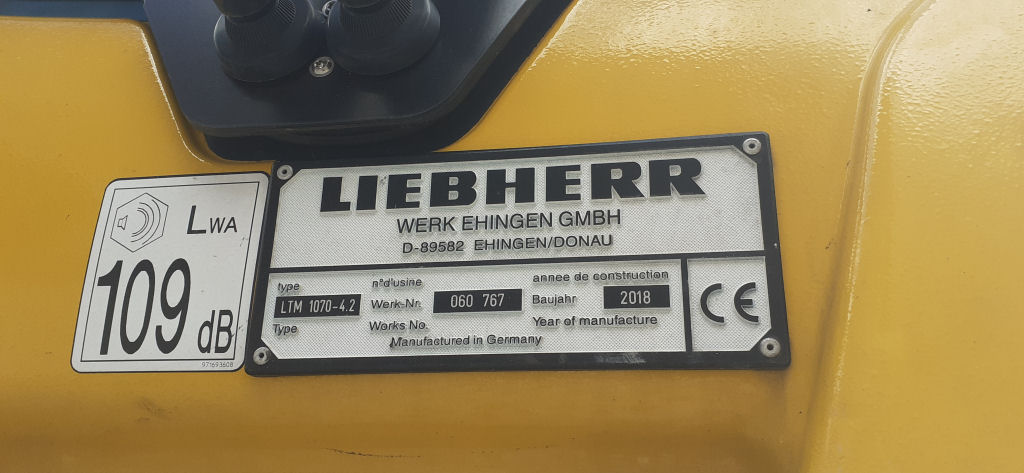 LWA
109 dB
971693608
LIEBHERR
WERK EHINGEN GMBH
D-89582 EHINGEN/DONAU
type
LTM 1070-4.2
Type
n°d'usine
Werk-Nr.
Works No.
060 767
annee de construction
Baujahr
2018
Year of manufacture
Manufactured in Germany
CE